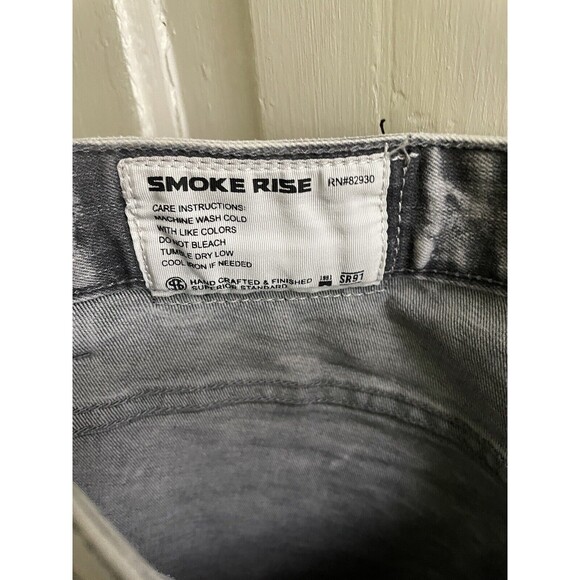 SMOKE RISE RN#82930
CARE INSTRUCTIONS:
MACHINE WASH COLD
WITH LIKE COLORS
DO NOT BLEACH
TUMBLE DRY LOW
COOL IRON IF NEEDED
HAND CRAFTED & FINISHED
SUPERIOR STANDARD
SR91